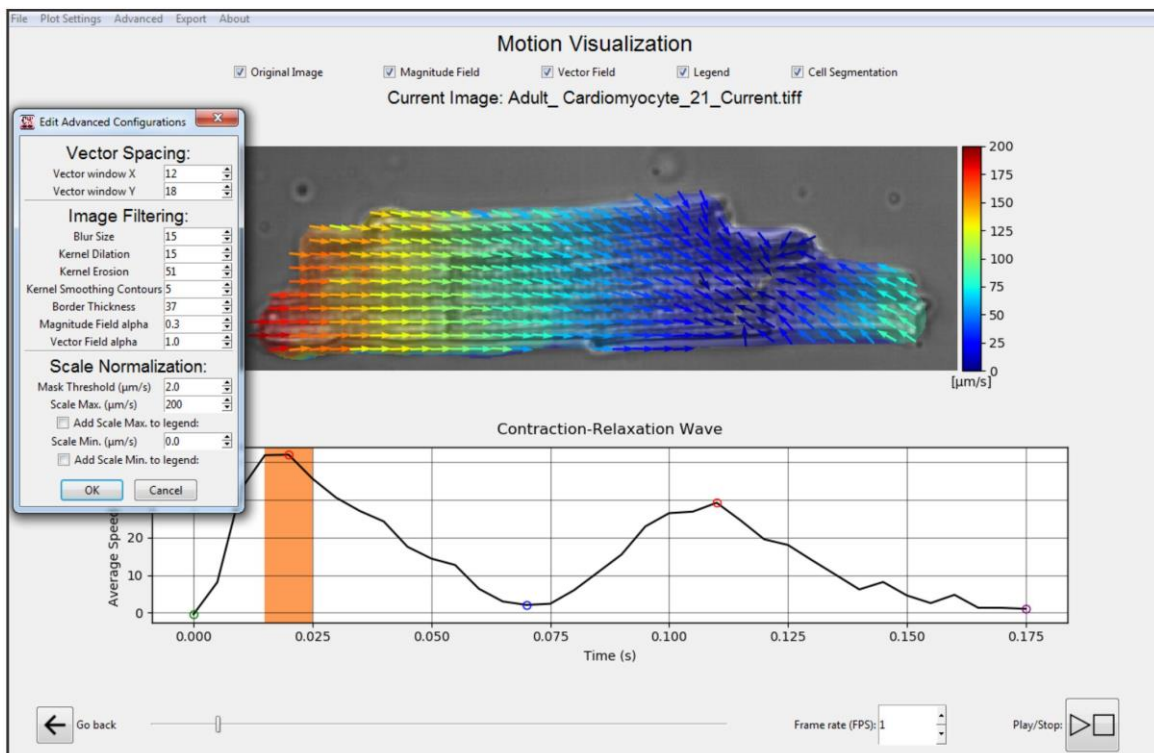 File Plot Settings Advanced Export About
Motion Visualization
Original Image Magnitude Field Vector Field Legend Cell Segmentation
Current Image: Adult_ Cardiomyocyte_21_Current.tiff
Edit Advanced Configurations
Vector Spacing:
Vector window X 12
Vector window Y 18
Image Filtering:
Blur Size 15
Kernel Dilation 15
Kernel Erosion 51
Kernel Smoothing Contours 5
Border Thickness 37
Magnitude Field alpha 0.3
Vector Field alpha 1.0
Scale Normalization:
Mask Threshold (µm/s) 2.0
Scale Max. (µm/s) 200
Add Scale Max. to legend:
Scale Min. (µm/s) 0.0
Add Scale Min. to legend:
OK Cancel
200
175
150
125
100
75
50
25
0
[µm/s]
Contraction-Relaxation Wave
Average Speed
20
10
0
0.000 0.025 0.050 0.075 0.100 0.125 0.150 0.175
Time (s)
Go back
Frame rate (FPS): 1
Play/Stop: